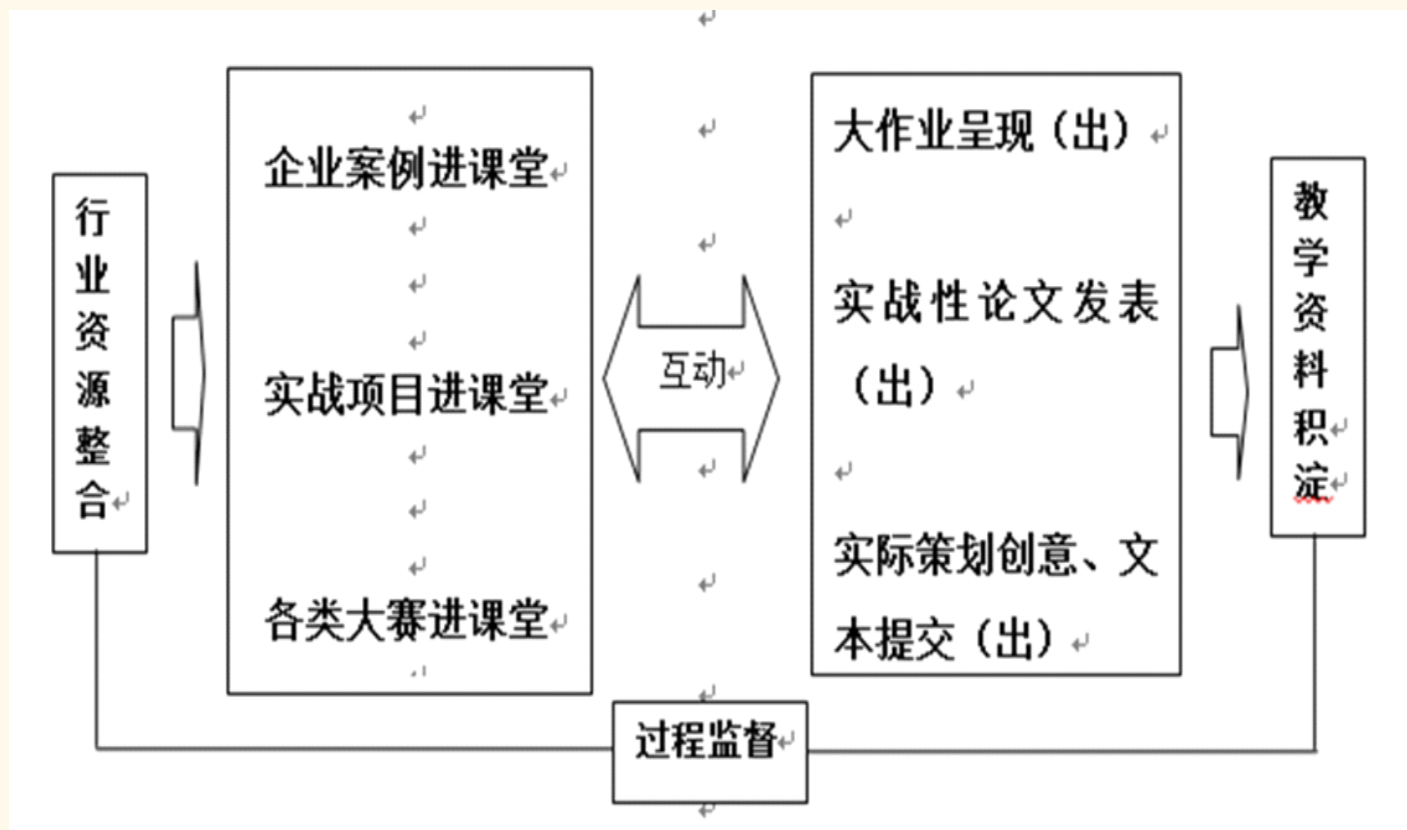 行业资源整合
企业案例进课堂
实战项目进课堂
各类大赛进课堂
互动
大作业呈现（出）
实战性论文发表
（出）
实际策划创意、文
本提交（出）
教学资料积淀
过程监督